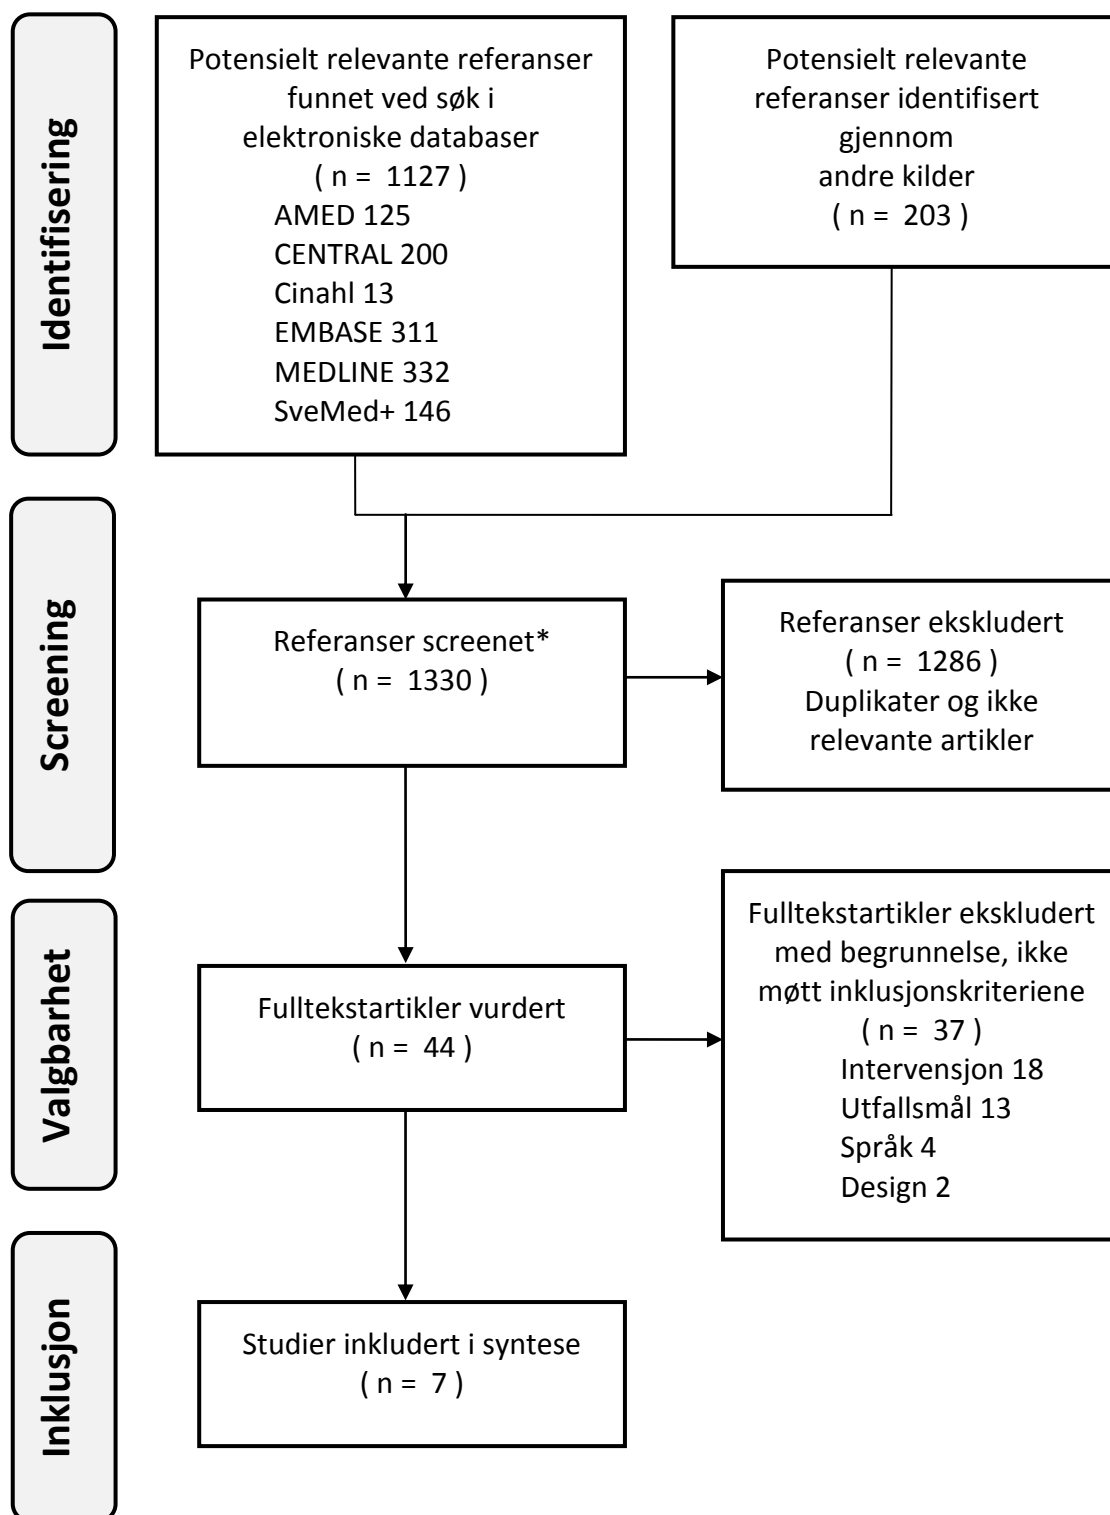 Identifisering
Potensielt relevante referanser
funnet ved søk i
elektroniske databaser
( n = 1127 )
AMED 125
CENTRAL 200
Cinahl 13
EMBASE 311
MEDLINE 332
SveMed+ 146
Potensielt relevante
referanser identifisert
gjennom
andre kilder
( n = 203 )
Screening
Referanser screenet*
( n = 1330 )
Referanser ekskludert
( n = 1286 )
Duplikater og ikke
relevante artikler
Valgbarhet
Fulltekstartikler vurdert
( n = 44 )
Fulltekstartikler ekskludert
med begrunnelse, ikke
møtt inklusjonskriteriene
( n = 37 )
Intervensjon 18
Utfallsmål 13
Språk 4
Design 2
Inklusjon
Studier inkludert i syntese
( n = 7 )